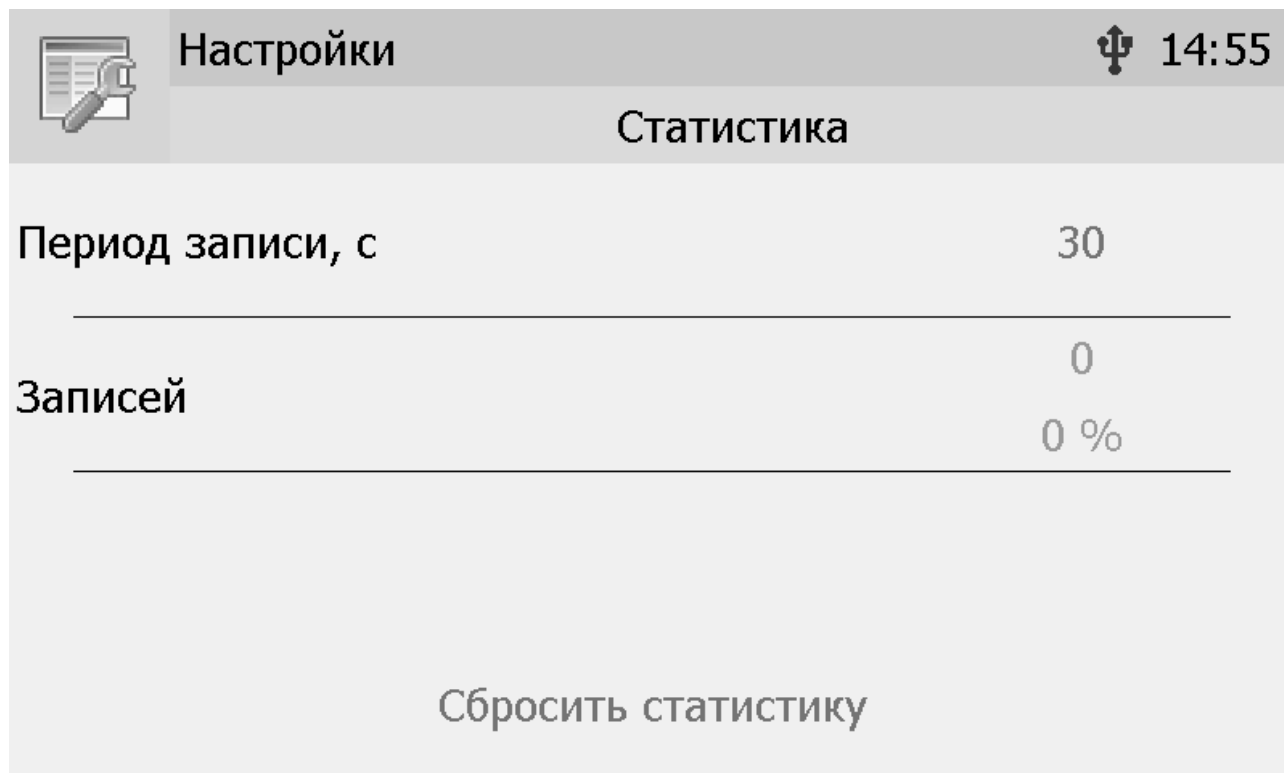 Настройки 14:55
Статистика
Период записи, с 30
Записей 0
0 %
Сбросить статистику